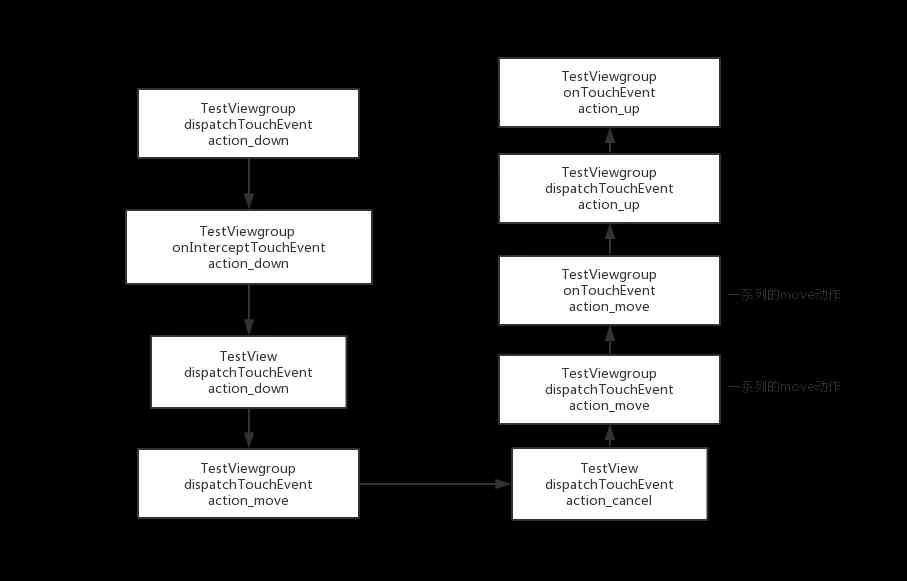 TestViewgroup
dispatchTouchEvent
action_down
TestViewgroup
onInterceptTouchEvent
action_down
TestView
dispatchTouchEvent
action_down
TestViewgroup
dispatchTouchEvent
action_move
TestView
dispatchTouchEvent
action_cancel
TestViewgroup
dispatchTouchEvent
action_move
一系列的move动作
TestViewgroup
onTouchEvent
action_move
一系列的move动作
TestViewgroup
dispatchTouchEvent
action_up
TestViewgroup
onTouchEvent
action_up